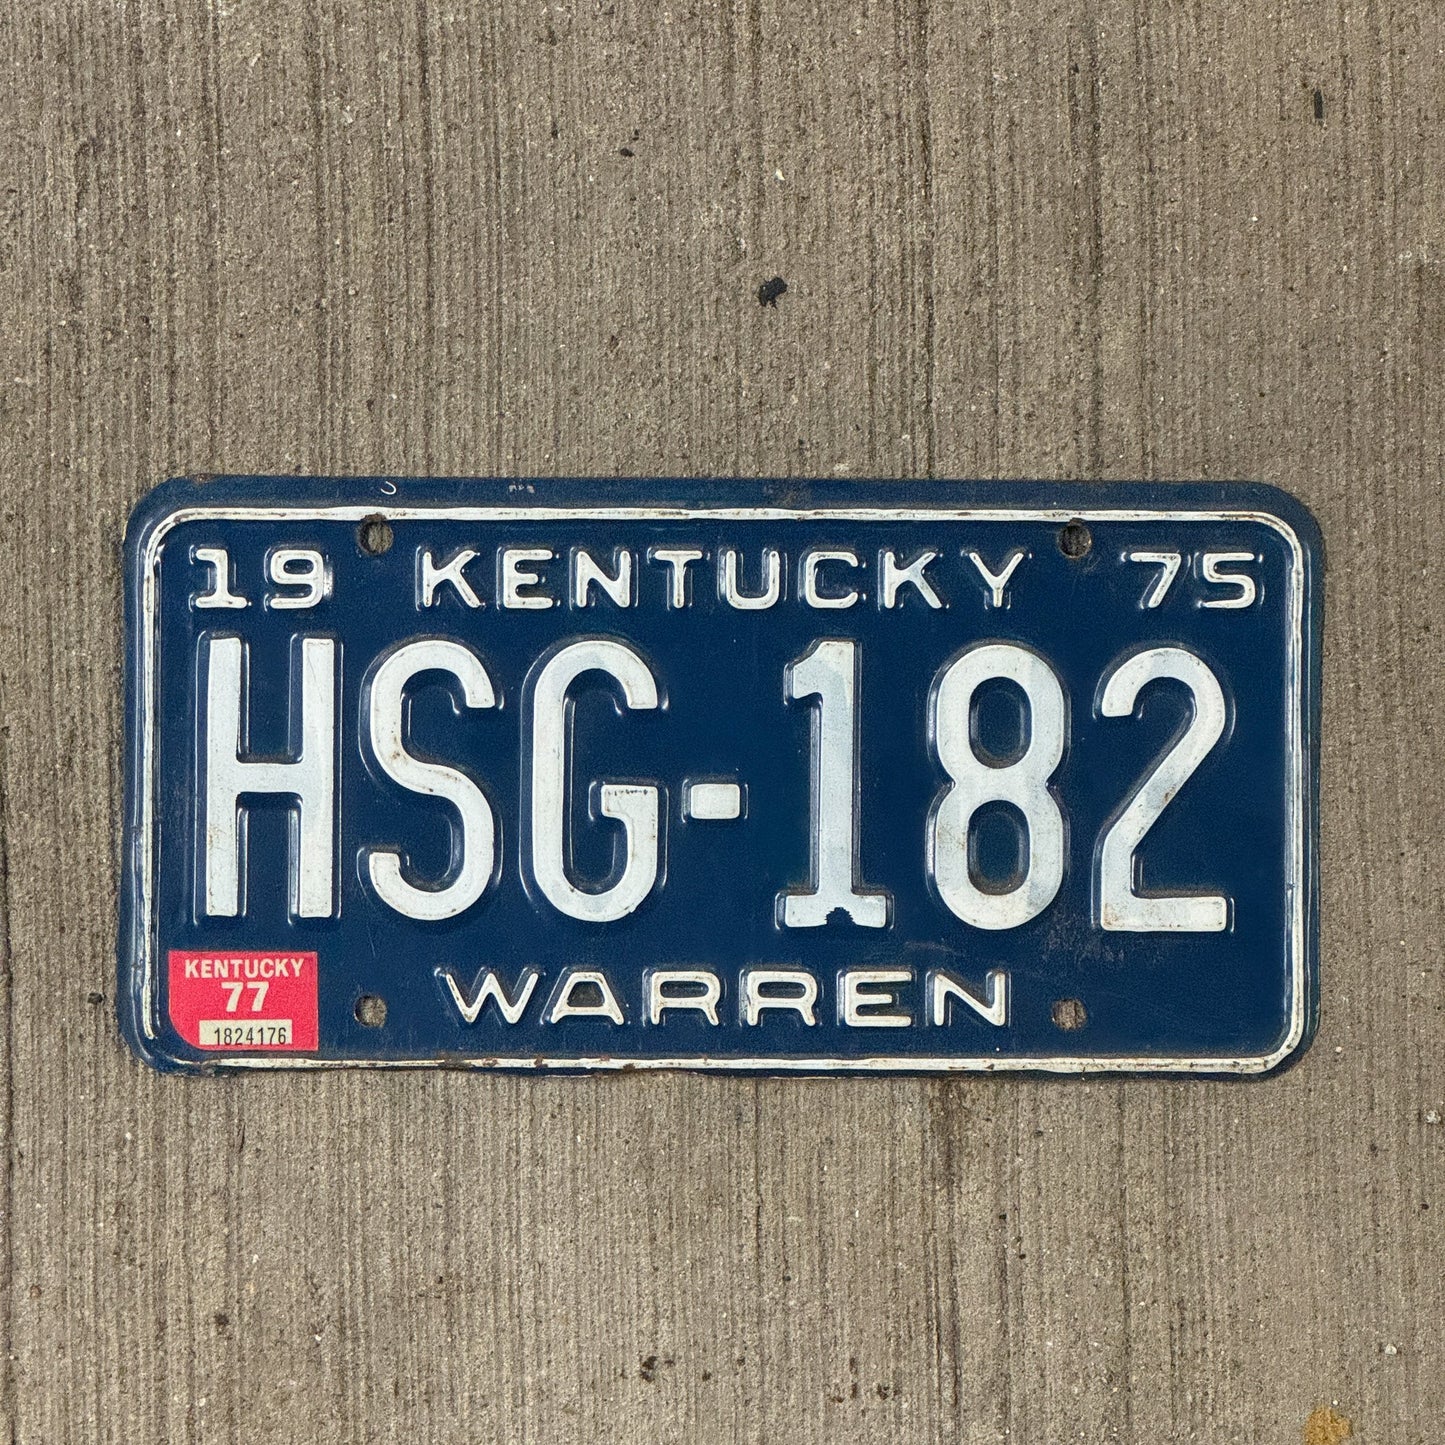 19 KENTUCKY 75
HSG-182
KENTUCKY
77
1824176
WARREN